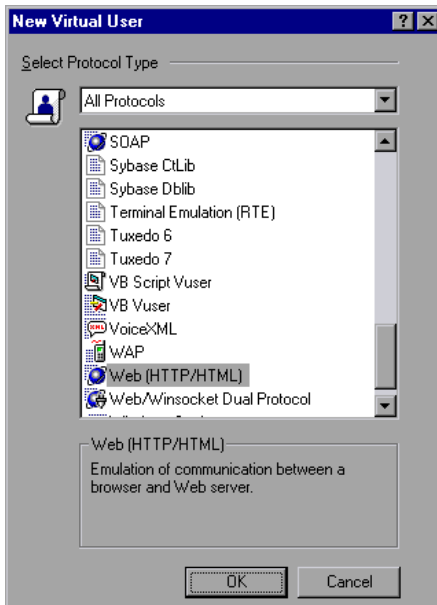 New Virtual User
Select Protocol Type
All Protocols
SOAP
Sybase CtLib
Sybase Dblib
Terminal Emulation (RTE)
Tuxedo 6
Tuxedo 7
VB Script Vuser
VB Vuser
VoiceXML
WAP
Web (HTTP/HTML)
Web/Winsocket Dual Protocol
Web (HTTP/HTML)
Emulation of communication between a
browser and Web server.
OK Cancel